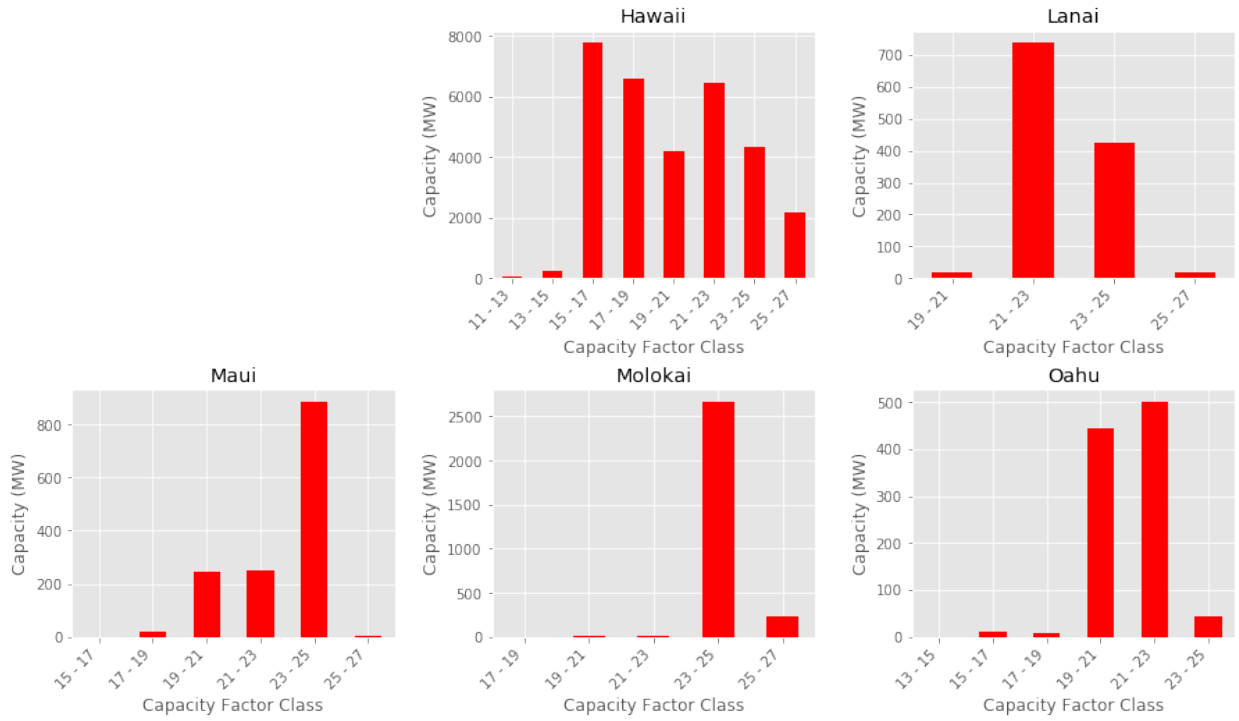 Hawaii
Capacity (MW)
8000
6000
4000
2000
0
11 - 13
13 - 15
15 - 17
17 - 19
19 - 21
21 - 23
23 - 25
25 - 27
Capacity Factor Class
Lanai
Capacity (MW)
700
600
500
400
300
200
100
0
19 - 21
21 - 23
23 - 25
25 - 27
Capacity Factor Class
Maui
Capacity (MW)
800
600
400
200
0
15 - 17
17 - 19
19 - 21
21 - 23
23 - 25
25 - 27
Capacity Factor Class
Molokai
Capacity (MW)
2500
2000
1500
1000
500
0
17 - 19
19 - 21
21 - 23
23 - 25
25 - 27
Capacity Factor Class
Oahu
Capacity (MW)
500
400
300
200
100
0
13 - 15
15 - 17
17 - 19
19 - 21
21 - 23
23 - 25
Capacity Factor Class